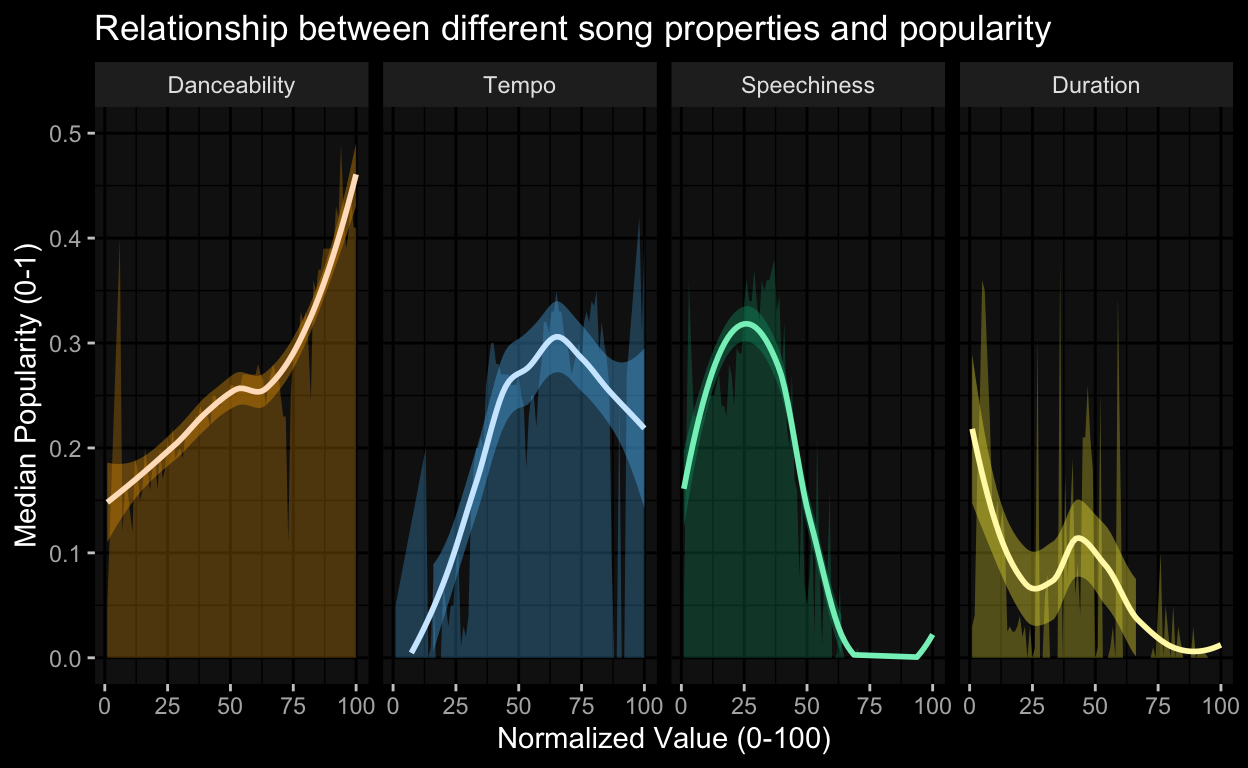 Relationship between different song properties and popularity
Danceability Tempo Speechiness Duration
0.5
0.4
0.3
0.2
0.1
0.0
Median Popularity (0-1)
0 25 50 75 100 0 25 50 75 100 0 25 50 75 100 0 25 50 75 100
Normalized Value (0-100)